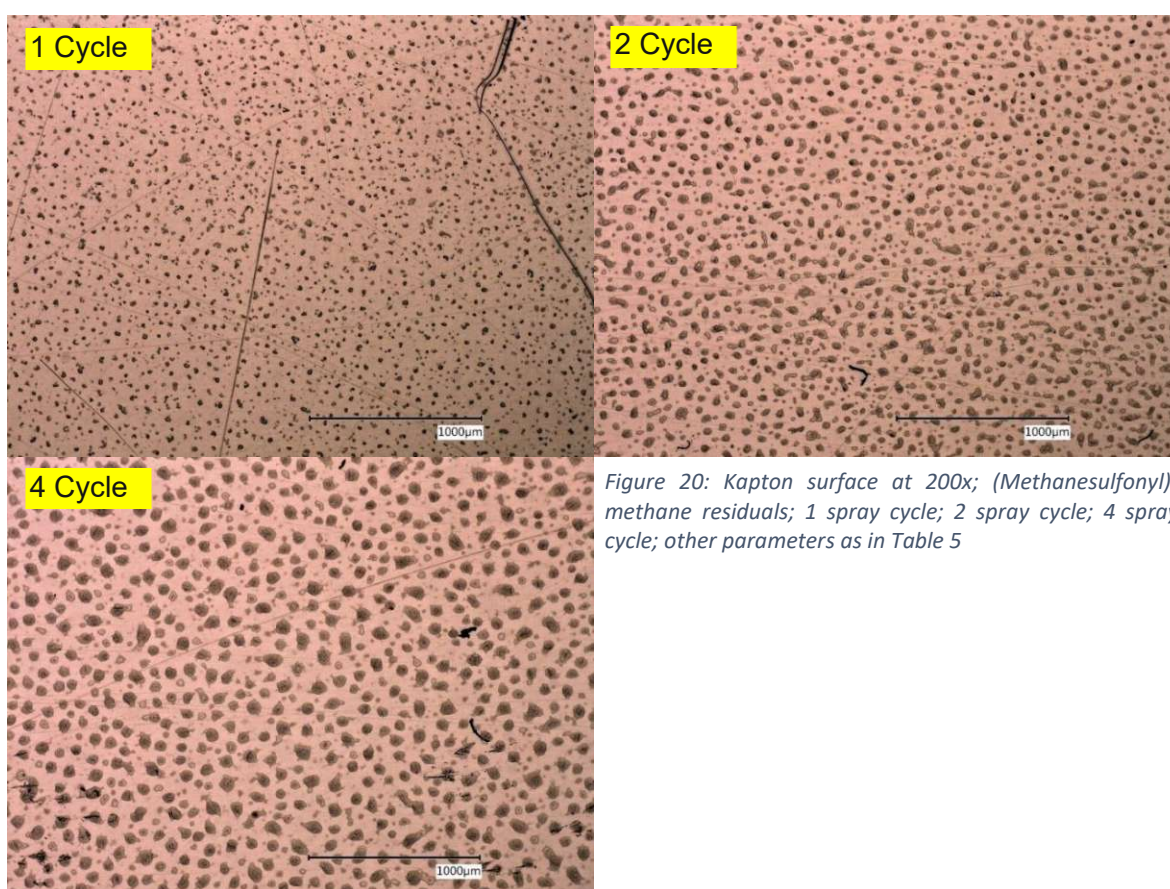 1 Cycle
1000µm
2 Cycle
1000µm
4 Cycle
1000µm
Figure 20: Kapton surface at 200x; (Methanesulfonyl)
methane residuals; 1 spray cycle; 2 spray cycle; 4 spray
cycle; other parameters as in Table 5